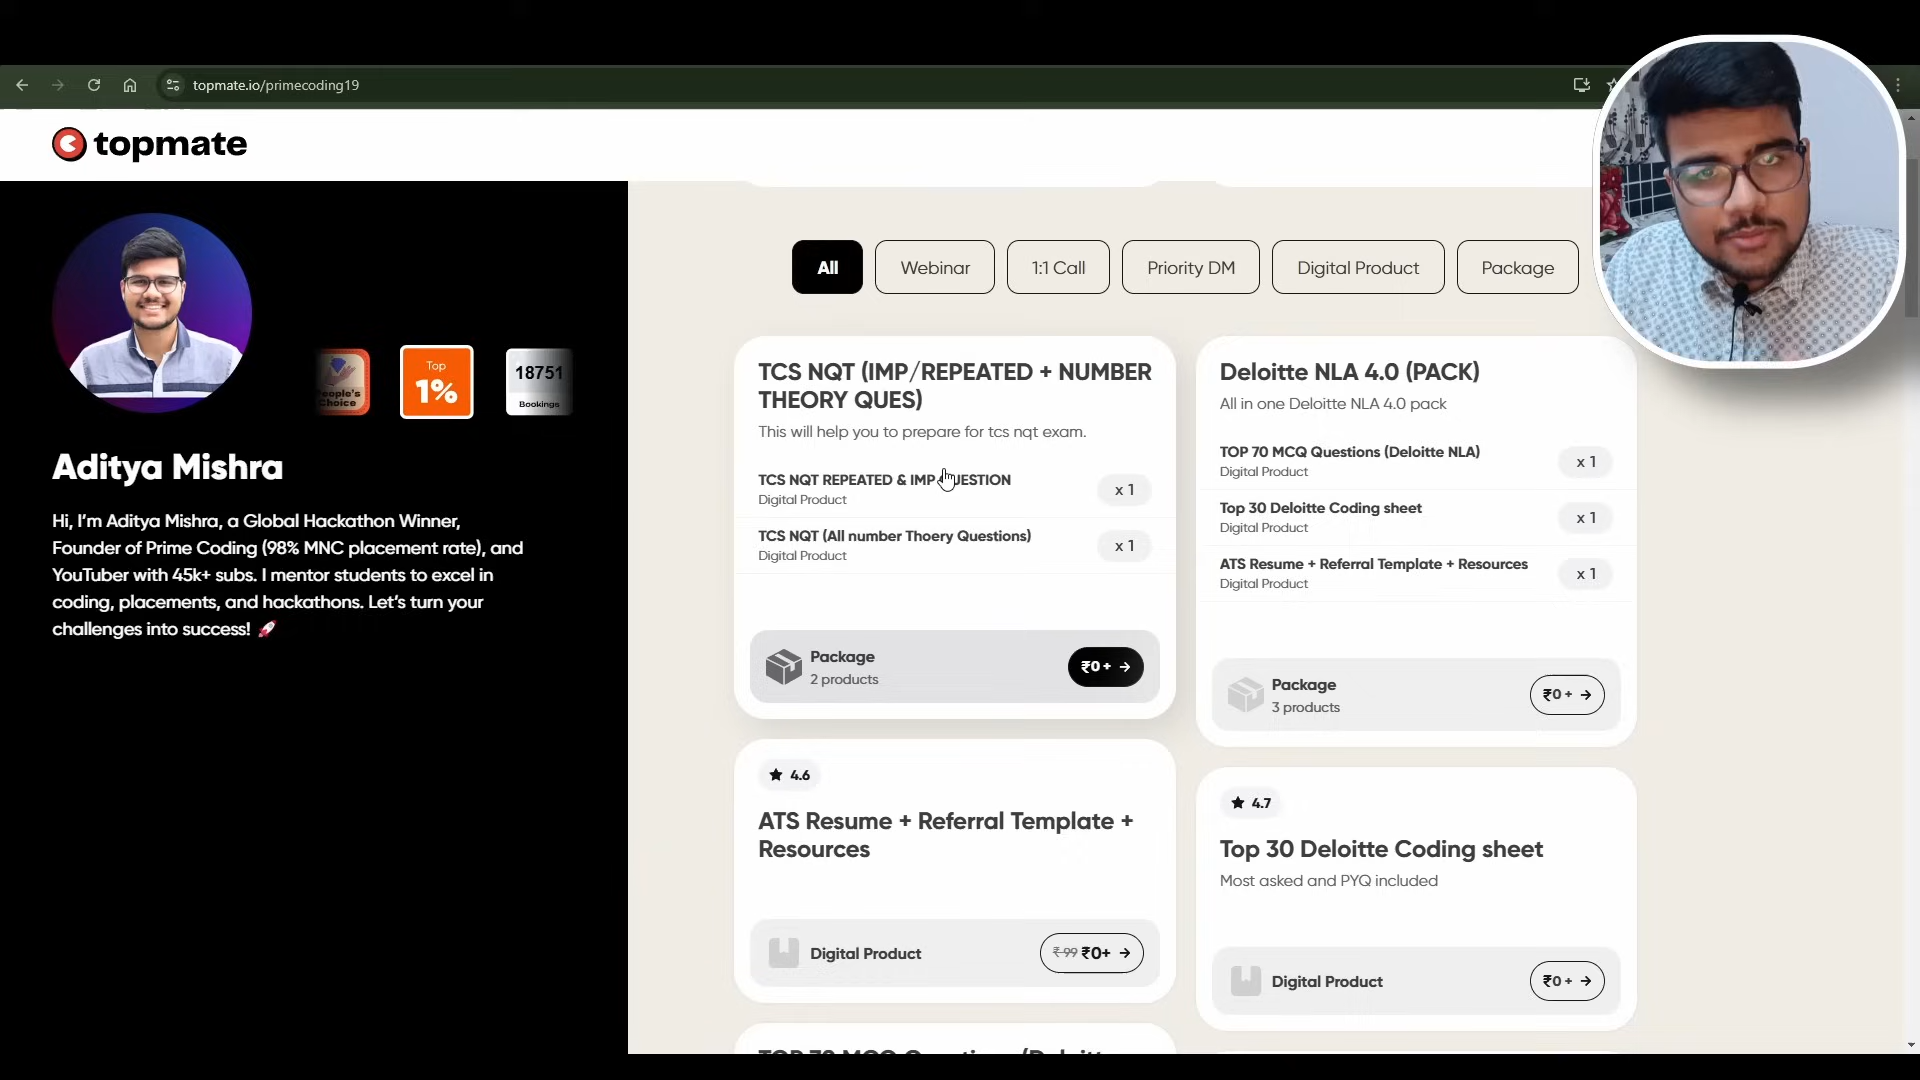 topmate.io/primecoding19
topmate
People's
Choice
Top
1%
18751
Bookings
Aditya Mishra
Hi, I'm Aditya Mishra, a Global Hackathon Winner,
Founder of Prime Coding (98% MNC placement rate), and
YouTuber with 45k+ subs. I mentor students to excel in
coding, placements, and hackathons. Let's turn your
challenges into success! 🚀
All
Webinar
1:1 Call
Priority DM
Digital Product
Package
TCS NQT (IMP/REPEATED + NUMBER
THEORY QUES)
This will help you to prepare for tcs nqt exam.
TCS NQT REPEATED & IMP QUESTION
Digital Product
x 1
TCS NQT (All number Thoery Questions)
Digital Product
x 1
Package
2 products
₹0+ →
Deloitte NLA 4.0 (PACK)
All in one Deloitte NLA 4.0 pack
TOP 70 MCQ Questions (Deloitte NLA)
Digital Product
x 1
Top 30 Deloitte Coding sheet
Digital Product
x 1
ATS Resume + Referral Template + Resources
Digital Product
x 1
Package
3 products
₹0+ →
★ 4.6
ATS Resume + Referral Template +
Resources
Digital Product
₹99 ₹0+ →
★ 4.7
Top 30 Deloitte Coding sheet
Most asked and PYQ included
Digital Product
₹0+ →